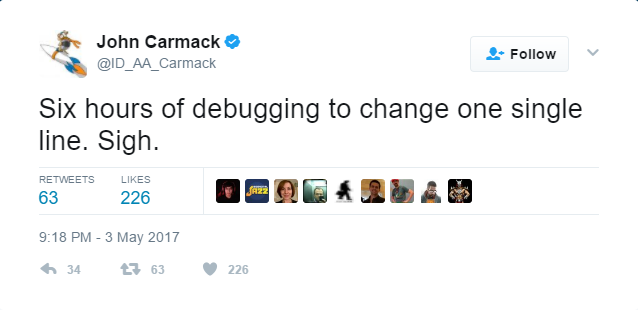 John Carmack
@ID_AA_Carmack
Follow
Six hours of debugging to change one single
line. Sigh.
RETWEETS LIKES
63 226
JAZZ
9:18 PM - 3 May 2017
34 63 226